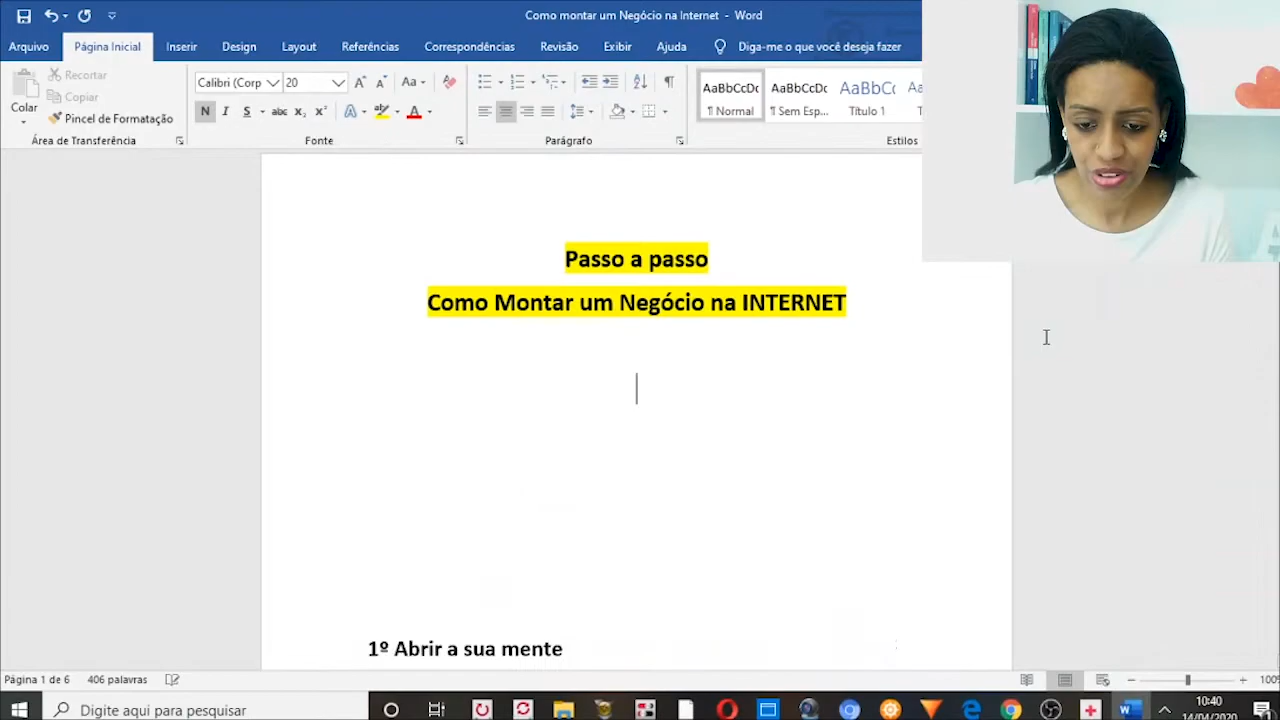 Como montar um Negócio na Internet - Word
Arquivo Página Inicial Inserir Design Layout Referências Correspondências Revisão Exibir Ajuda Diga-me o que você deseja fazer
Colar
Recortar
Copiar
Pincel de Formatação
Área de Transferência
Calibri (Corp 20
Aa
N I S abc x₂ x²
A A
Fonte
Parágrafo
AaBbCcDc AaBbCcDc AaBbCc
¶ Normal ¶ Sem Esp... Título 1
Estilos
Passo a passo
Como Montar um Negócio na INTERNET
1º Abrir a sua mente
Página 1 de 6 406 palavras
100%
Digite aqui para pesquisar
10:40
14/04/2020